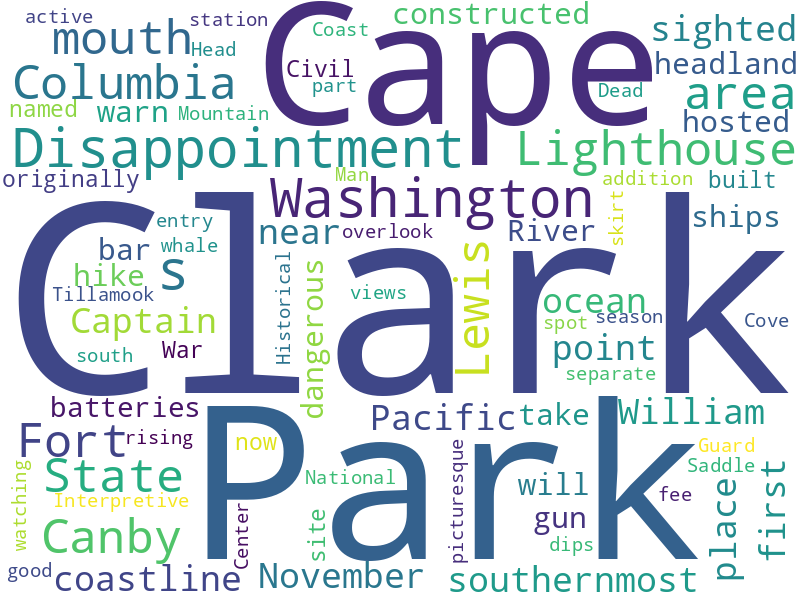 active
station
mouth
Head
Cape
Coast
constructed
sighted
Columbia
Civil
part
Dead
headland
named
warn
Mountain
area
hosted
Disappointment
Lighthouse
originally
Man
Washington
addition
built
entry
near
overlook
River
skirt
ships
bar
whale
s
hike
Tillamook
Clark
Historical
dangerous
views
Lewis
ocean
spot
season
Cove
Captain
War
south
point
separate
batteries
Pacific
take
William
Fort
rising
Park
now
State
National
will
picturesque
Guard
Saddle
first
watching
Interpretive
Center
site
gun
fee
place
Canby
dips
good
coastline
November
southernmost